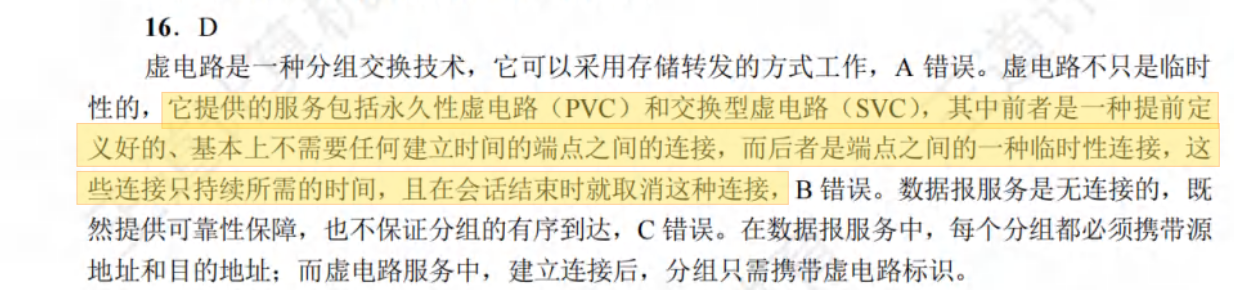 16. D
虚电路是一种分组交换技术，它可以采用存储转发的方式工作，A 错误。虚电路不只是临时
性的，它提供的服务包括永久性虚电路（PVC）和交换型虚电路（SVC），其中前者是一种提前定
义好的、基本上不需要任何建立时间的端点之间的连接，而后者是端点之间的一种临时性连接，这
些连接只持续所需的时间，且在会话结束时就取消这种连接，B 错误。数据报服务是无连接的，既
然提供可靠性保障，也不保证分组的有序到达，C 错误。在数据报服务中，每个分组都必须携带源
地址和目的地址；而虚电路服务中，建立连接后，分组只需携带虚电路标识。